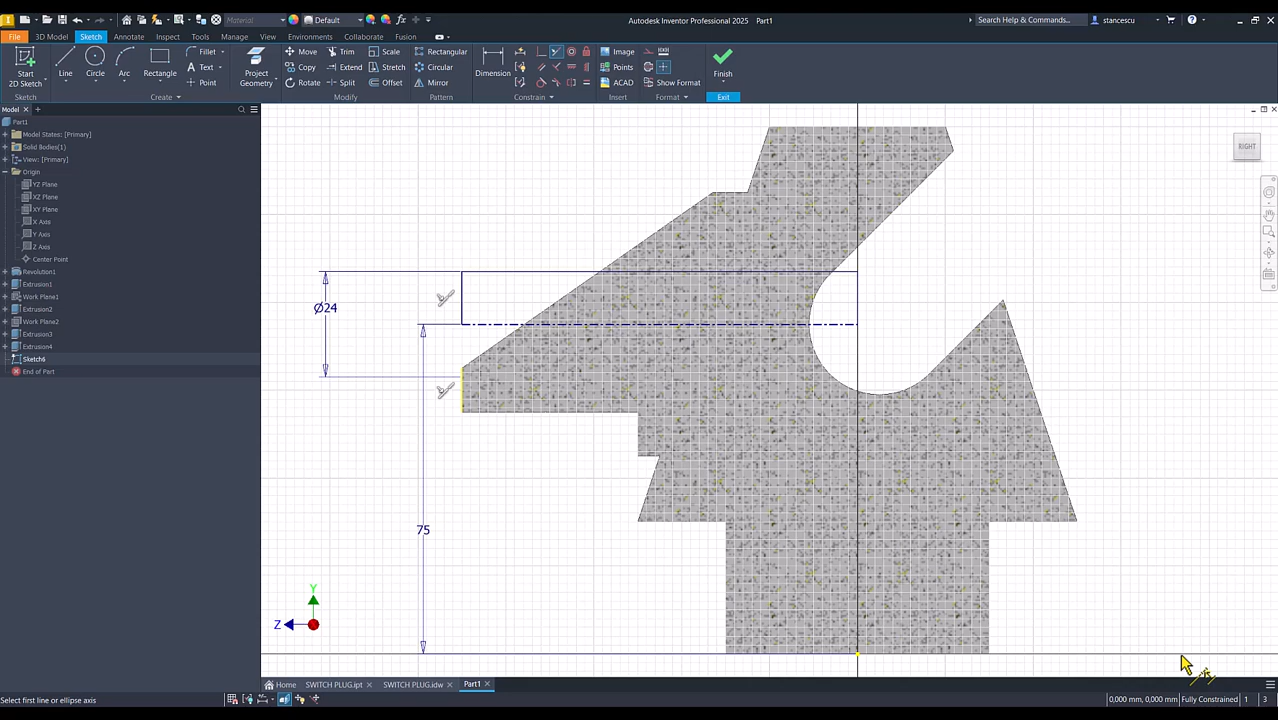 Material
Default
Autodesk Inventor Professional 2025 Part1
Search Help & Commands...
stancescu
File 3D Model Sketch Annotate Inspect Tools Manage View Environments Collaborate Fusion
Start
2D Sketch
Line
Circle
Arc
Rectangle
Fillet
Text
Point
Project
Geometry
Move Trim Scale
Copy Extend Stretch
Rotate Split Offset
Rectangular
Circular
Mirror
Dimension
Image
Points
ACAD
Show Format
Finish
Sketch Create Modify Pattern Constrain Insert Format Exit
Model
Part1
Model States: [Primary]
Solid Bodies(1)
View: [Primary]
Origin
YZ Plane
XZ Plane
XY Plane
X Axis
Y Axis
Z Axis
Center Point
Revolution1
Extrusion1
Work Plane1
Extrusion2
Work Plane2
Extrusion3
Extrusion4
Sketch6
End of Part
RIGHT
Ø24
75
Y
Z
Home SWITCH PLUG.ipt SWITCH PLUG.idw Part1
Select first line or ellipse axis
0,000 mm, 0,000 mm Fully Constrained 1 3